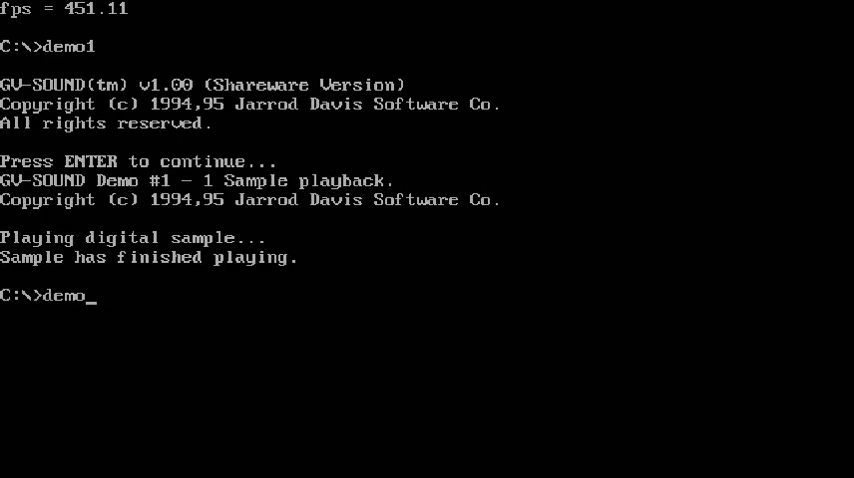 fps = 451.11
C:\>demo1
GV-SOUND(tm) v1.00 (Shareware Version)
Copyright (c) 1994,95 Jarrod Davis Software Co.
All rights reserved.
Press ENTER to continue...
GV-SOUND Demo #1 - 1 Sample playback.
Copyright (c) 1994,95 Jarrod Davis Software Co.
Playing digital sample...
Sample has finished playing.
C:\>demo_